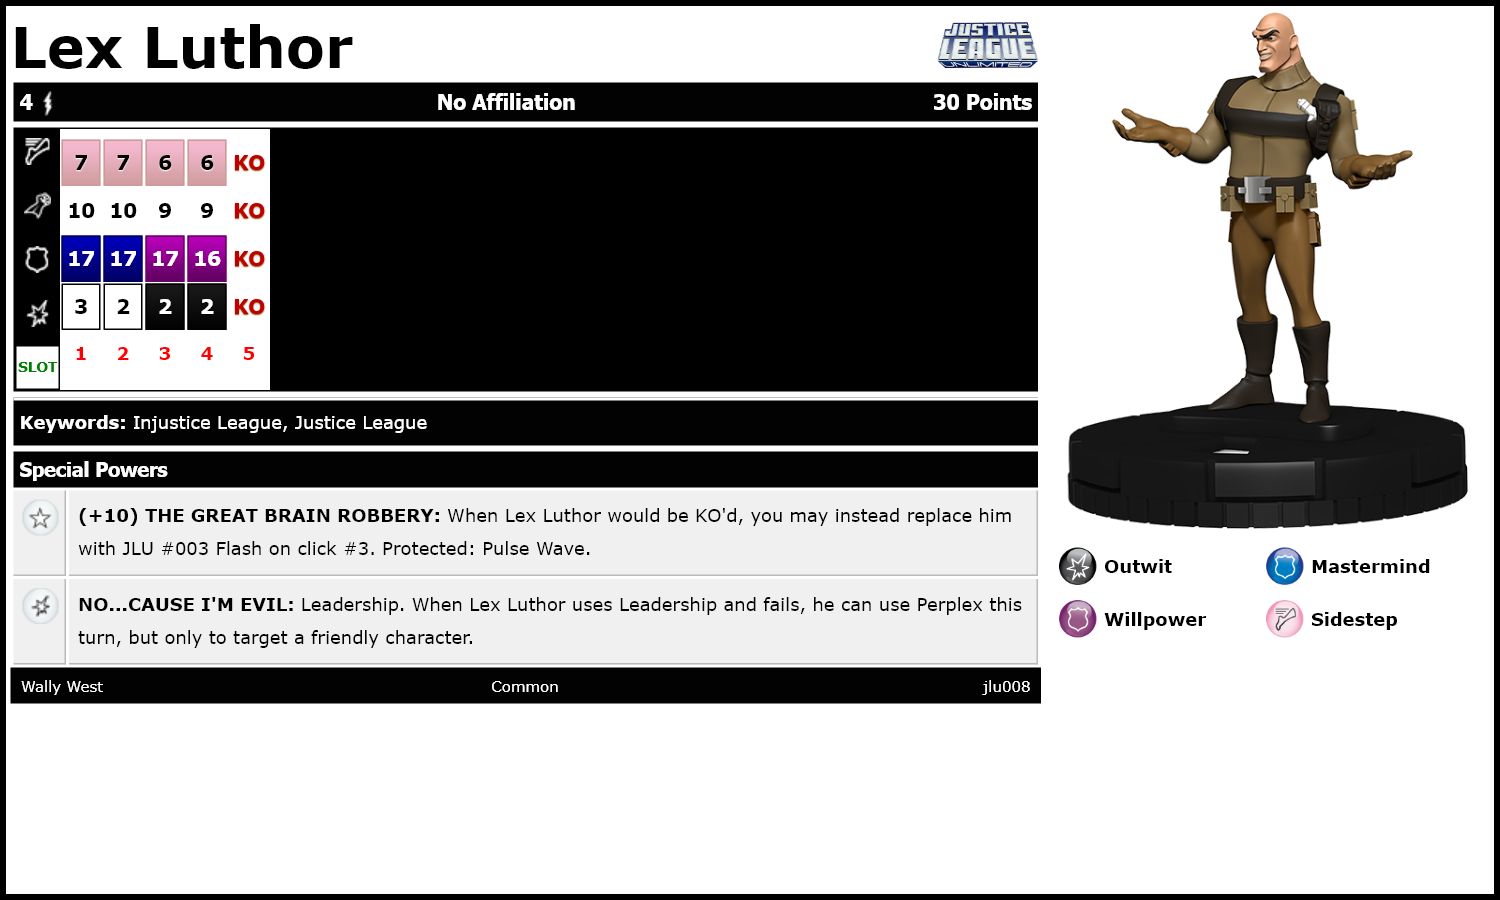 Lex Luthor
JUSTICE
LEAGUE
UNLIMITED
4 No Affiliation 30 Points
7 7 6 6 KO
10 10 9 9 KO
17 17 17 16 KO
3 2 2 2 KO
SLOT 1 2 3 4 5
Keywords: Injustice League, Justice League
Special Powers
(+10) THE GREAT BRAIN ROBBERY: When Lex Luthor would be KO'd, you may instead replace him
with JLU #003 Flash on click #3. Protected: Pulse Wave.
NO...CAUSE I'M EVIL: Leadership. When Lex Luthor uses Leadership and fails, he can use Perplex this
turn, but only to target a friendly character.
Wally West Common jlu008
Outwit Mastermind
Willpower Sidestep